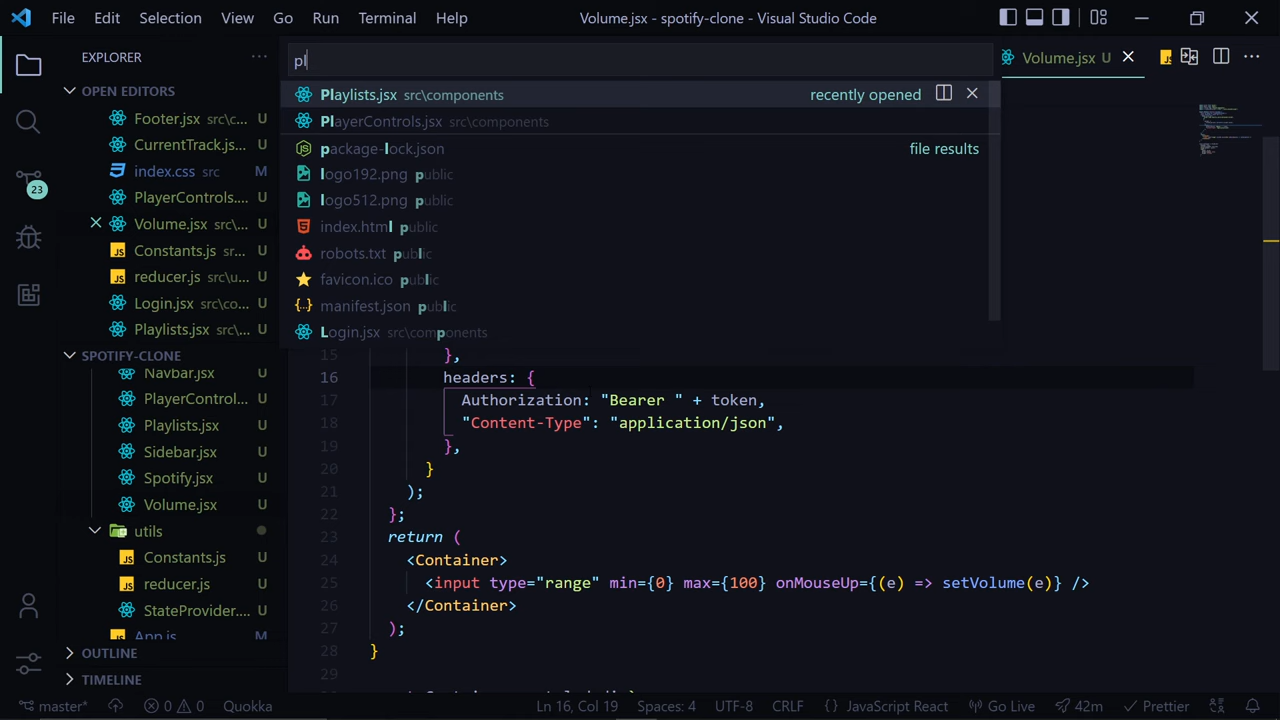 File Edit Selection View Go Run Terminal Help Volume.jsx - spotify-clone - Visual Studio Code
EXPLORER
OPEN EDITORS
Footer.jsx src\c... U
CurrentTrack.js... U
index.css src M
PlayerControls.... U
Volume.jsx src\... U
Constants.js sr... U
reducer.js src\u... U
Login.jsx src\co... U
Playlists.jsx src\... U
SPOTIFY-CLONE
Navbar.jsx U
PlayerControl... U
Playlists.jsx U
Sidebar.jsx U
Spotify.jsx U
Volume.jsx U
utils
Constants.js U
reducer.js U
StateProvider.... U
App.js M
OUTLINE
TIMELINE
23
pl
Playlists.jsx src\components recently opened
PlayerControls.jsx src\components
package-lock.json file results
logo192.png public
logo512.png public
index.html public
robots.txt public
favicon.ico public
manifest.json public
Login.jsx src\components
Volume.jsx U
15 },
16 headers: {
17 Authorization: "Bearer " + token,
18 "Content-Type": "application/json",
19 },
20 }
21 );
22 };
23 return (
24 <Container>
25 <input type="range" min={0} max={100} onMouseUp={(e) => setVolume(e)} />
26 </Container>
27 );
28 }
29
master* 0 0 Quokka Ln 16, Col 19 Spaces: 4 UTF-8 CRLF JavaScript React Go Live 42m Prettier